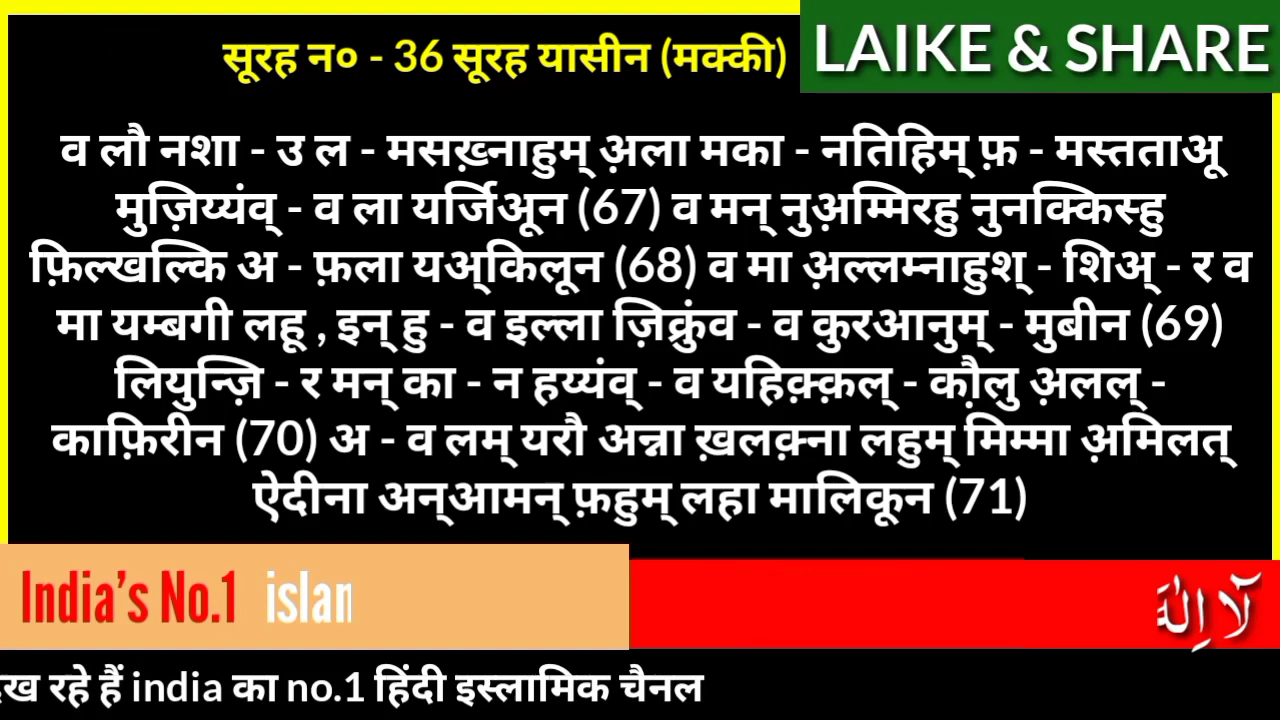 सूरह न० - 36 सूरह यासीन (मक्की)
LAIKE & SHARE
व लौ नशा - उ ल - मसख़्नाहुम् अ़ला मका - नतिहिम् फ़ - मस्तताअू
मुज़िय्यंव् - व ला यर्जिअून (67) व मन् नुअ़म्मिरहु नुनक्किस्हु
फ़िल्खल्कि अ - फ़ला यअ्किलून (68) व मा अ़ल्लम्नाहुश् - शिअ् - र व
मा यम्बगी लहू , इन् हु - व इल्ला ज़िक्रुंव - व कुरआनुम् - मुबीन (69)
लियुन्ज़ि - र मन् का - न हय्यंव् - व यहिक़्क़ल् - कौ़लु अ़लल् -
काफ़िरीन (70) अ - व लम् यरौ अन्ना ख़लक़्ना लहुम् मिम्मा अ़मिलत्
ऐदीना अन्आमन् फ़हुम् लहा मालिकून (71)
India's No.1 islan
لَآ اِلٰهَ
रहे हैं india का no.1 हिंदी इस्लामिक चैनल